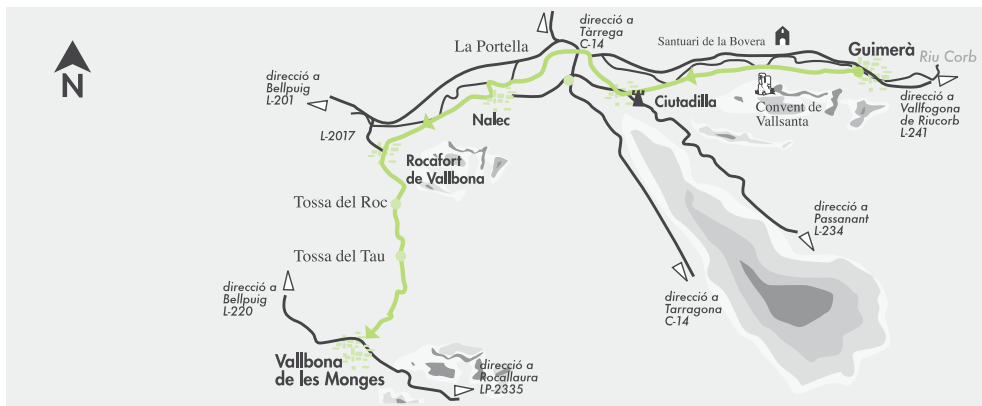 direcció a
Tàrrega
C-14
La Portella
Santuari de la Bovera
Guimerà
Riu Corb
N
direcció a
Bellpuig
L-201
L-2017
Nalec
Ciutadilla
Convent de
Vallsanta
direcció a
Vallfogona
de Riucorb
L-241
Rocafort
de Vallbona
Tossa del Roc
direcció a
Passanant
L-234
Tossa del Tau
direcció a
Bellpuig
L-220
direcció a
Tarragona
C-14
Vallbona
de les Monges
direcció a
Rocallaura
LP-2335